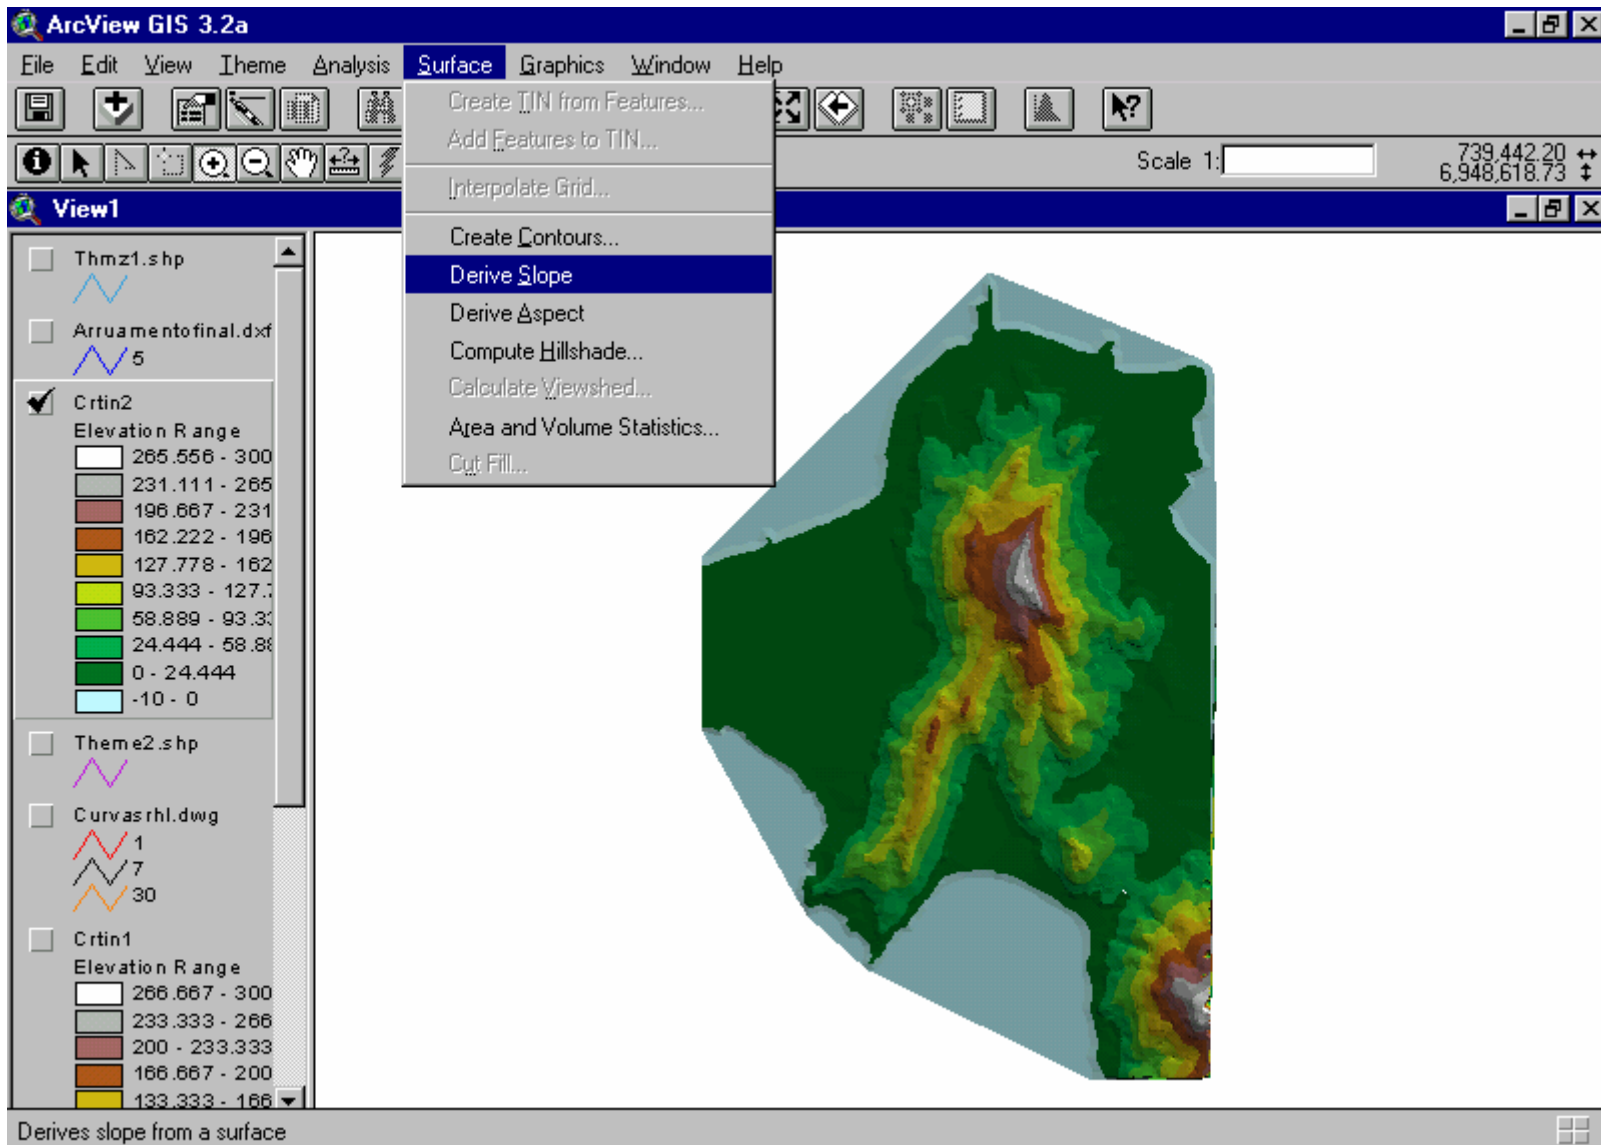 ArcView GIS 3.2a
File Edit View Theme Analysis Surface Graphics Window Help
Create TIN from Features...
Add Features to TIN...
Interpolate Grid...
Create Contours...
Derive Slope
Derive Aspect
Compute Hillshade...
Calculate Viewshed...
Area and Volume Statistics...
Cut Fill...
Scale 1:
739,442.20
6,948,618.73
View1
Thmz1.shp
Arruamentofinal.dxf
5
Crtin2
Elevation Range
265.556 - 300
231.111 - 265
196.667 - 231
162.222 - 196
127.778 - 162
93.333 - 127.7
58.889 - 93.33
24.444 - 58.88
0 - 24.444
-10 - 0
Theme2.shp
Curvasrhl.dwg
1
7
30
Crtin1
Elevation Range
266.667 - 300
233.333 - 266
200 - 233.333
166.667 - 200
133.333 - 166
Derives slope from a surface